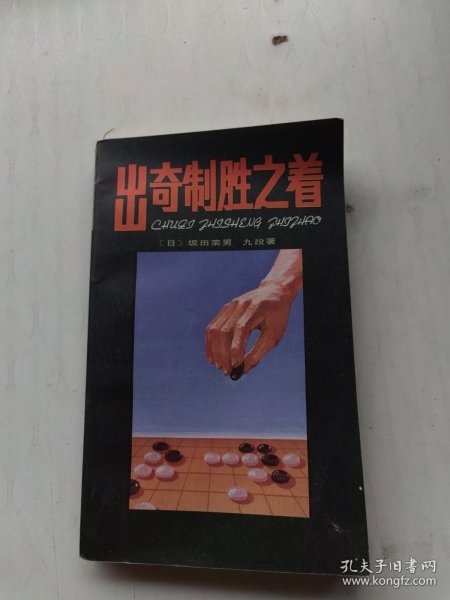 出奇制胜之着
CHUQI ZHISHENG ZHIZHAO
〔日〕坂田荣男 九段著
孔夫子旧书网
www.kongfz.com